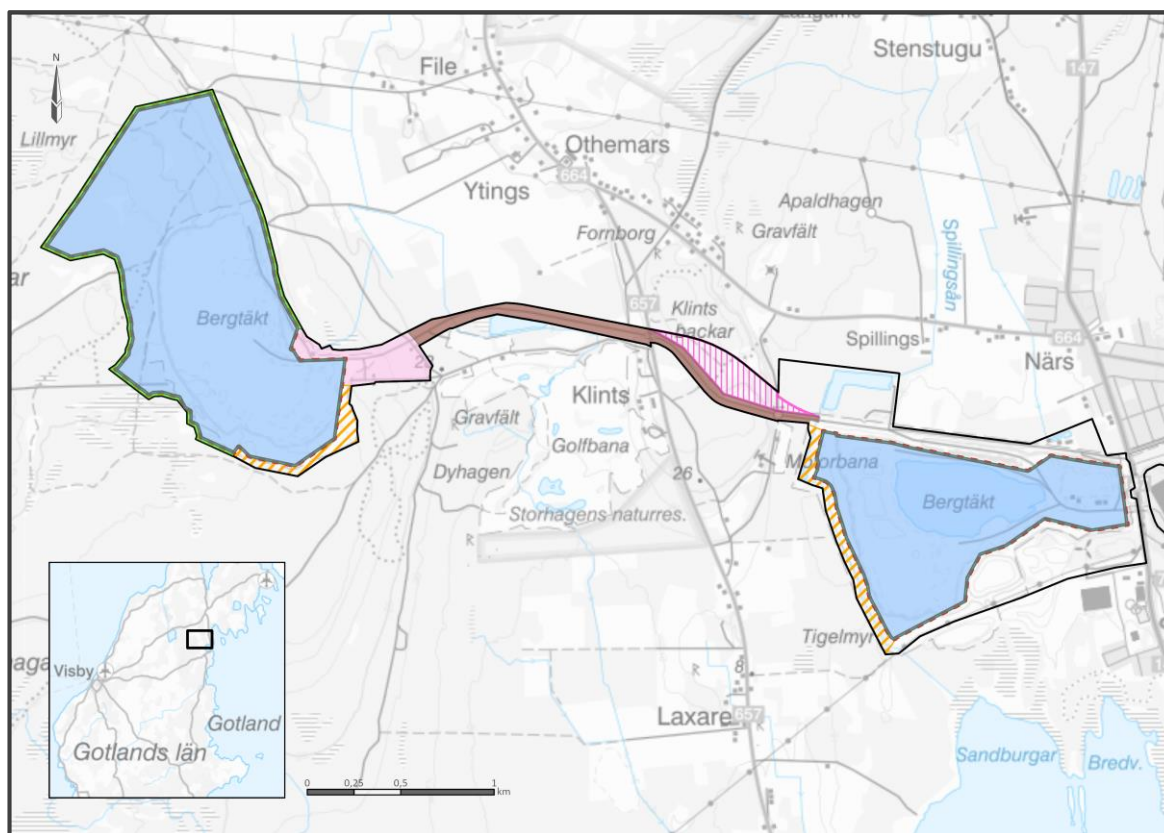 Stenstugu
147
N
File
Lillmyr
Othemars
664
Ytings
Apaldhagen
Fornborg
Gravfält
Spillingsån
657
Klints
backar
Bergtäkt
Spillings
664
Närs
Gravfält
Klints
Golfbana
Dyhagen
26
Motorbana
Bergtäkt
Storhagens naturres.
Tigelmyr
8
Laxare
657
Visby
Gotland
Gotlands län
Sandburgar
Bredv.
0
0,25
0,5
1
km